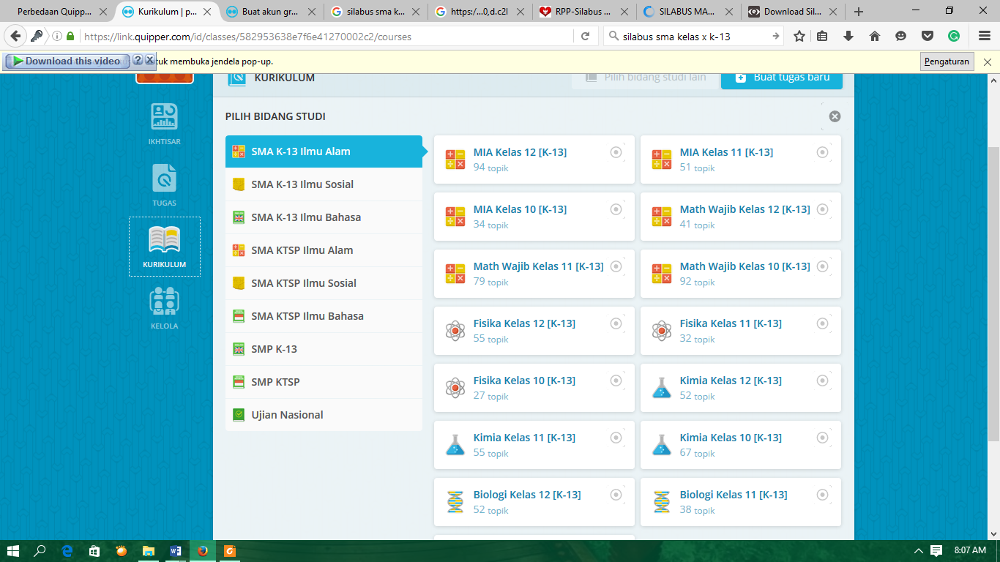 Perbedaan Quipp...
Kurikulum | p...
Buat akun gr...
silabus sma k...
https:/...0,d.c2I
RPP-Silabus ...
SILABUS MA...
Download Sil...
https://link.quipper.com/id/classes/582953638e7f6e41270002c2/courses
silabus sma kelas x k-13
Download this video
tuk membuka jendela pop-up.
Pengaturan
KURIKULUM
Pilih bidang studi lain
Buat tugas baru
IKHTISAR
TUGAS
KURIKULUM
KELOLA
PILIH BIDANG STUDI
SMA K-13 Ilmu Alam
SMA K-13 Ilmu Sosial
SMA K-13 Ilmu Bahasa
SMA KTSP Ilmu Alam
SMA KTSP Ilmu Sosial
SMA KTSP Ilmu Bahasa
SMP K-13
SMP KTSP
Ujian Nasional
MIA Kelas 12 [K-13]
94 topik
MIA Kelas 11 [K-13]
51 topik
MIA Kelas 10 [K-13]
34 topik
Math Wajib Kelas 12 [K-13]
41 topik
Math Wajib Kelas 11 [K-13]
79 topik
Math Wajib Kelas 10 [K-13]
92 topik
Fisika Kelas 12 [K-13]
55 topik
Fisika Kelas 11 [K-13]
32 topik
Fisika Kelas 10 [K-13]
27 topik
Kimia Kelas 12 [K-13]
52 topik
Kimia Kelas 11 [K-13]
55 topik
Kimia Kelas 10 [K-13]
67 topik
Biologi Kelas 12 [K-13]
52 topik
Biologi Kelas 11 [K-13]
38 topik
8:07 AM